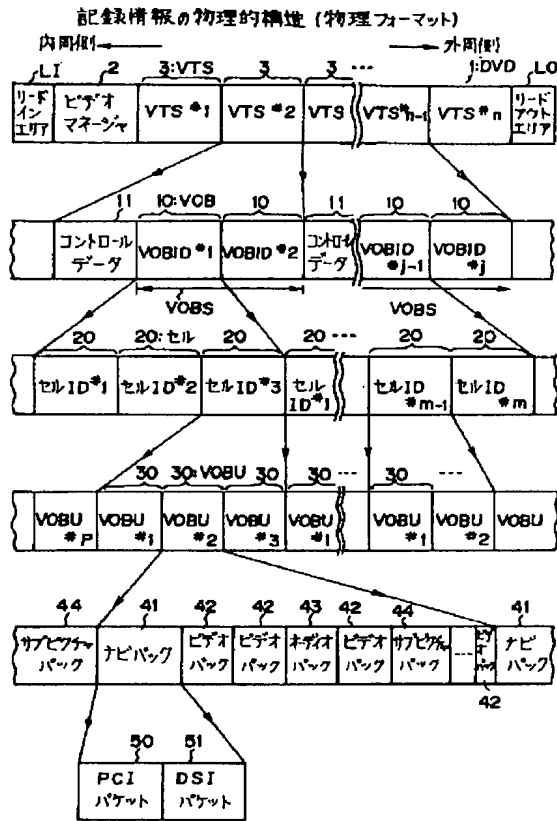 記録情報の物理的構造 (物理フォーマット)
内周側 外周側
LI 2 3:VTS 3 3 ... 1:DVD LO
リードインエリア ビデオマネージャ VTS#1 VTS#2 VTS VTS#n-1 VTS#n リードアウトエリア
11 10:VOB 10 11 10 10
コントロールデータ VOBID#1 VOBID#2 コントロールデータ VOBID#j-1 VOBID#j
VOBS VOBS
20 20:セル 20 20 ... 20 20
セルID#1 セルID#2 セルID#3 セルID#1 セルID#m-1 セルID#m
30 30:VOBU 30 30 ... 30 ---
VOBU#P VOBU#1 VOBU#2 VOBU#3 VOBU#1 VOBU#1 VOBU#2 VOBU
44 41 42 42 43 42 44 41
サブピクチャパック ナビパック ビデオパック ビデオパック オーディオパック ビデオパック サブピクチャパック ---- ビデオパック ナビパック
42
50 51
PCIパケット DSIパケット